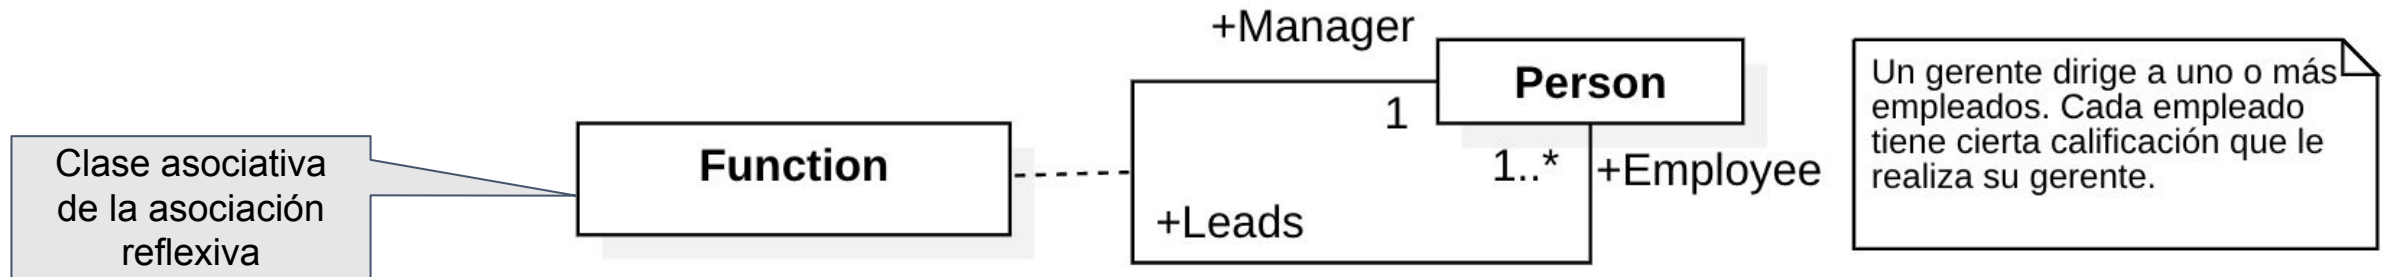 Clase asociativa
de la asociación
reflexiva
Function
+Manager
Person
1
1..*
+Employee
+Leads
Un gerente dirige a uno o más
empleados. Cada empleado
tiene cierta calificación que le
realiza su gerente.